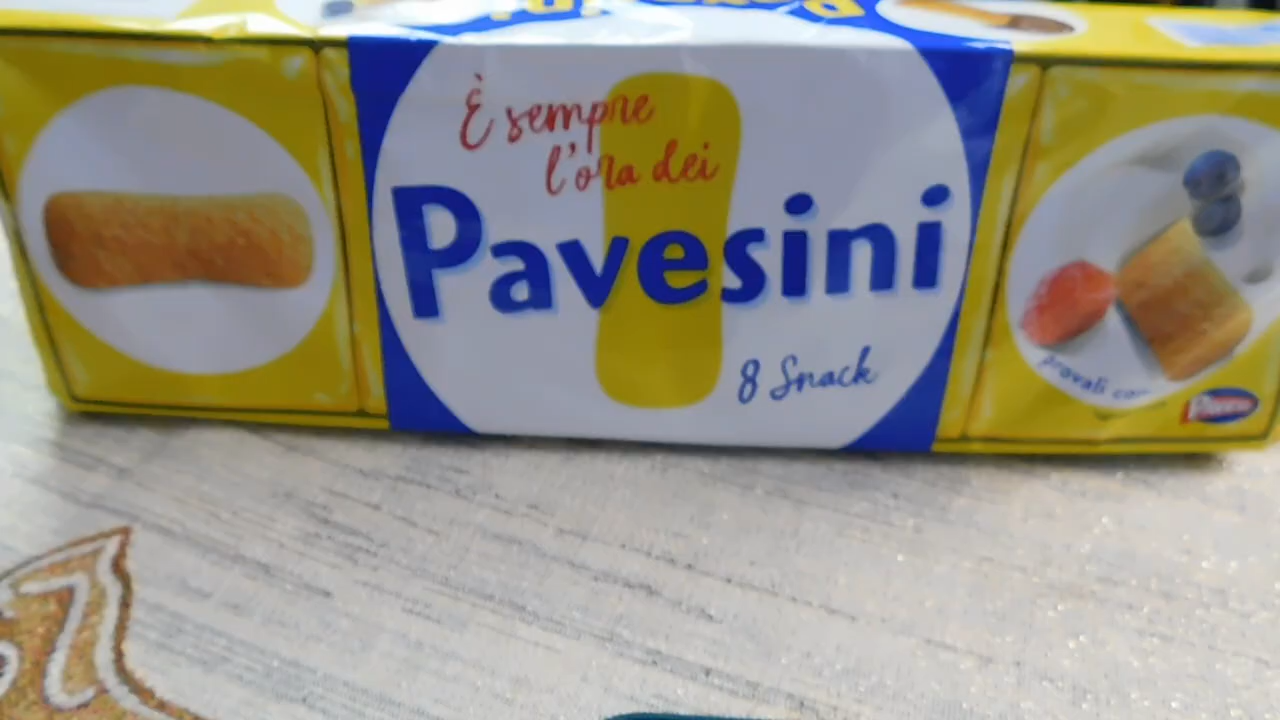 È sempre
l'ora dei
Pavesini
8 Snack
Provali con